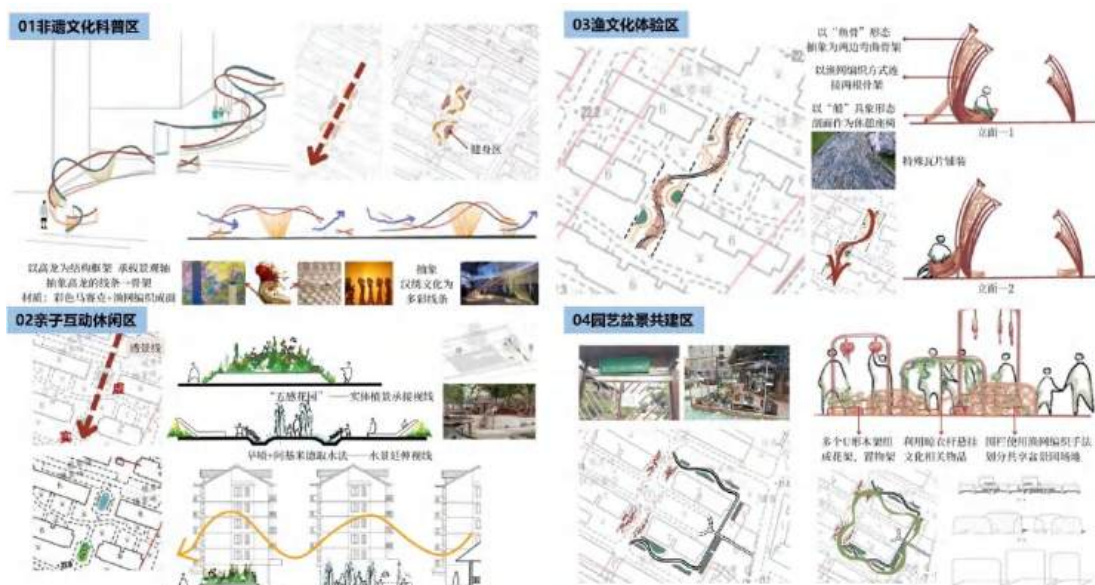 01非遗文化科普区
健身区
以高龙为结构框架 承载景观轴
抽象高龙的线条→骨架
材质：彩色马赛克+渔网编织成面
抽象
汉绣文化为
多彩线条
02亲子互动休闲区
透景线
虚
实
“五感花园”——实体植景承接视线
旱喷+阿基米德取水法——水景延伸视线
03渔文化体验区
以“鱼骨”形态
抽象为两边弯曲骨架
以渔网编织方式连
接两根骨架
以“船”具象形态
剖面作为休憩座椅
立面—1
特殊瓦片铺装
立面—2
04园艺盆景共建区
多个U形木架组
成花架、置物架
利用晾衣杆悬挂
文化相关物品
围栏使用渔网编织手法
划分共享盆景园场地